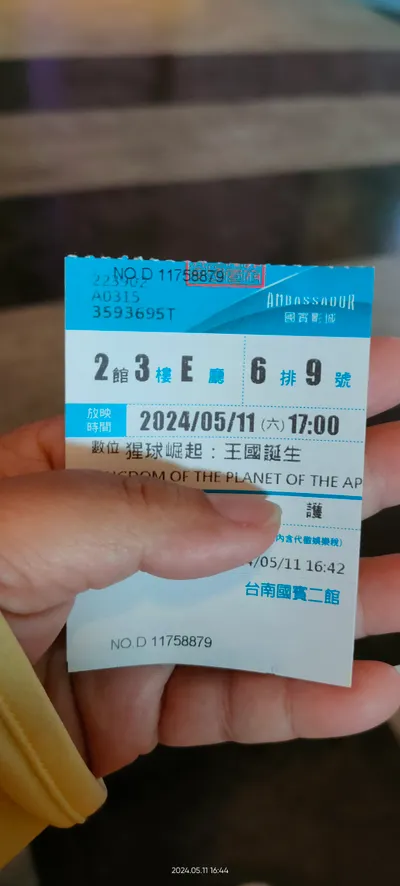 NO.D 11758879
223902
A0315
3593695T
AMBASSADOR
國賓影城
2館 3樓 E廳 6排 9號
放映時間 2024/05/11 (六) 17:00
數位 猩球崛起：王國誕生
NGDOM OF THE PLANET OF THE AP
護
內含代徵娛樂稅)
/05/11 16:42
台南國賓二館
NO.D 11758879
2024.05.11 16:44